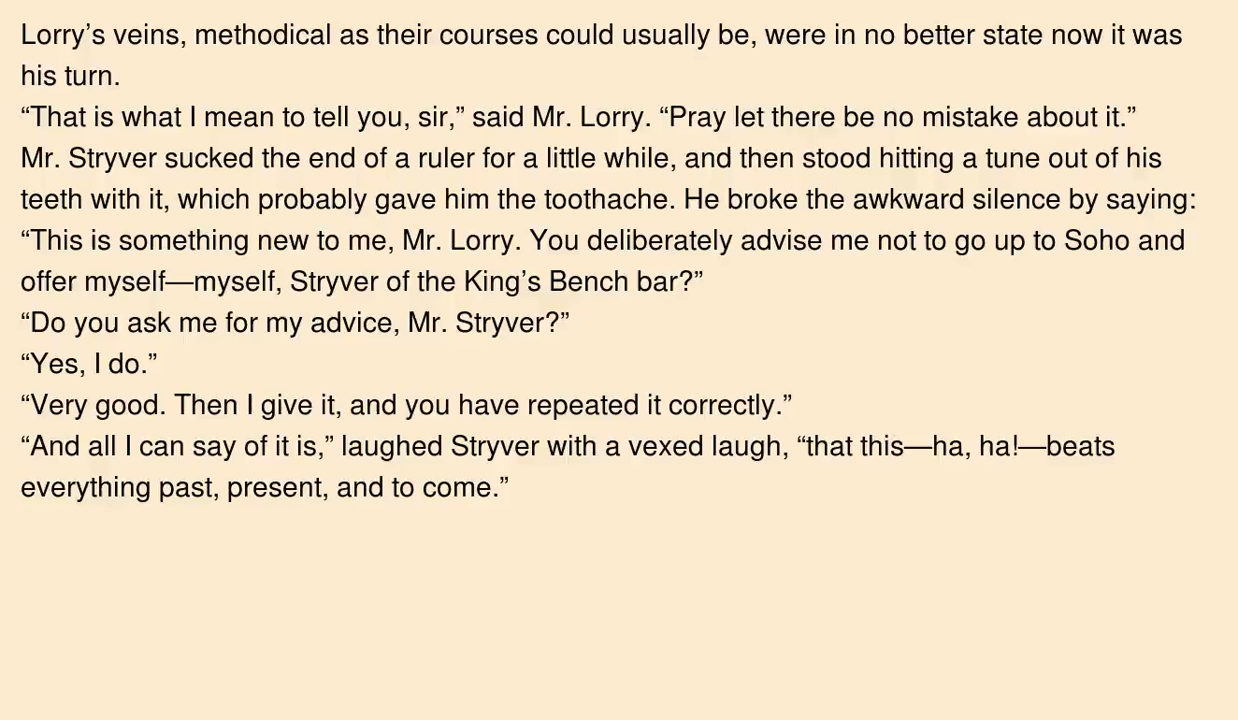 Lorry’s veins, methodical as their courses could usually be, were in no better state now it was
his turn.
“That is what I mean to tell you, sir,” said Mr. Lorry. “Pray let there be no mistake about it.”
Mr. Stryver sucked the end of a ruler for a little while, and then stood hitting a tune out of his
teeth with it, which probably gave him the toothache. He broke the awkward silence by saying:
“This is something new to me, Mr. Lorry. You deliberately advise me not to go up to Soho and
offer myself—myself, Stryver of the King’s Bench bar?”
“Do you ask me for my advice, Mr. Stryver?”
“Yes, I do.”
“Very good. Then I give it, and you have repeated it correctly.”
“And all I can say of it is,” laughed Stryver with a vexed laugh, “that this—ha, ha!—beats
everything past, present, and to come.”